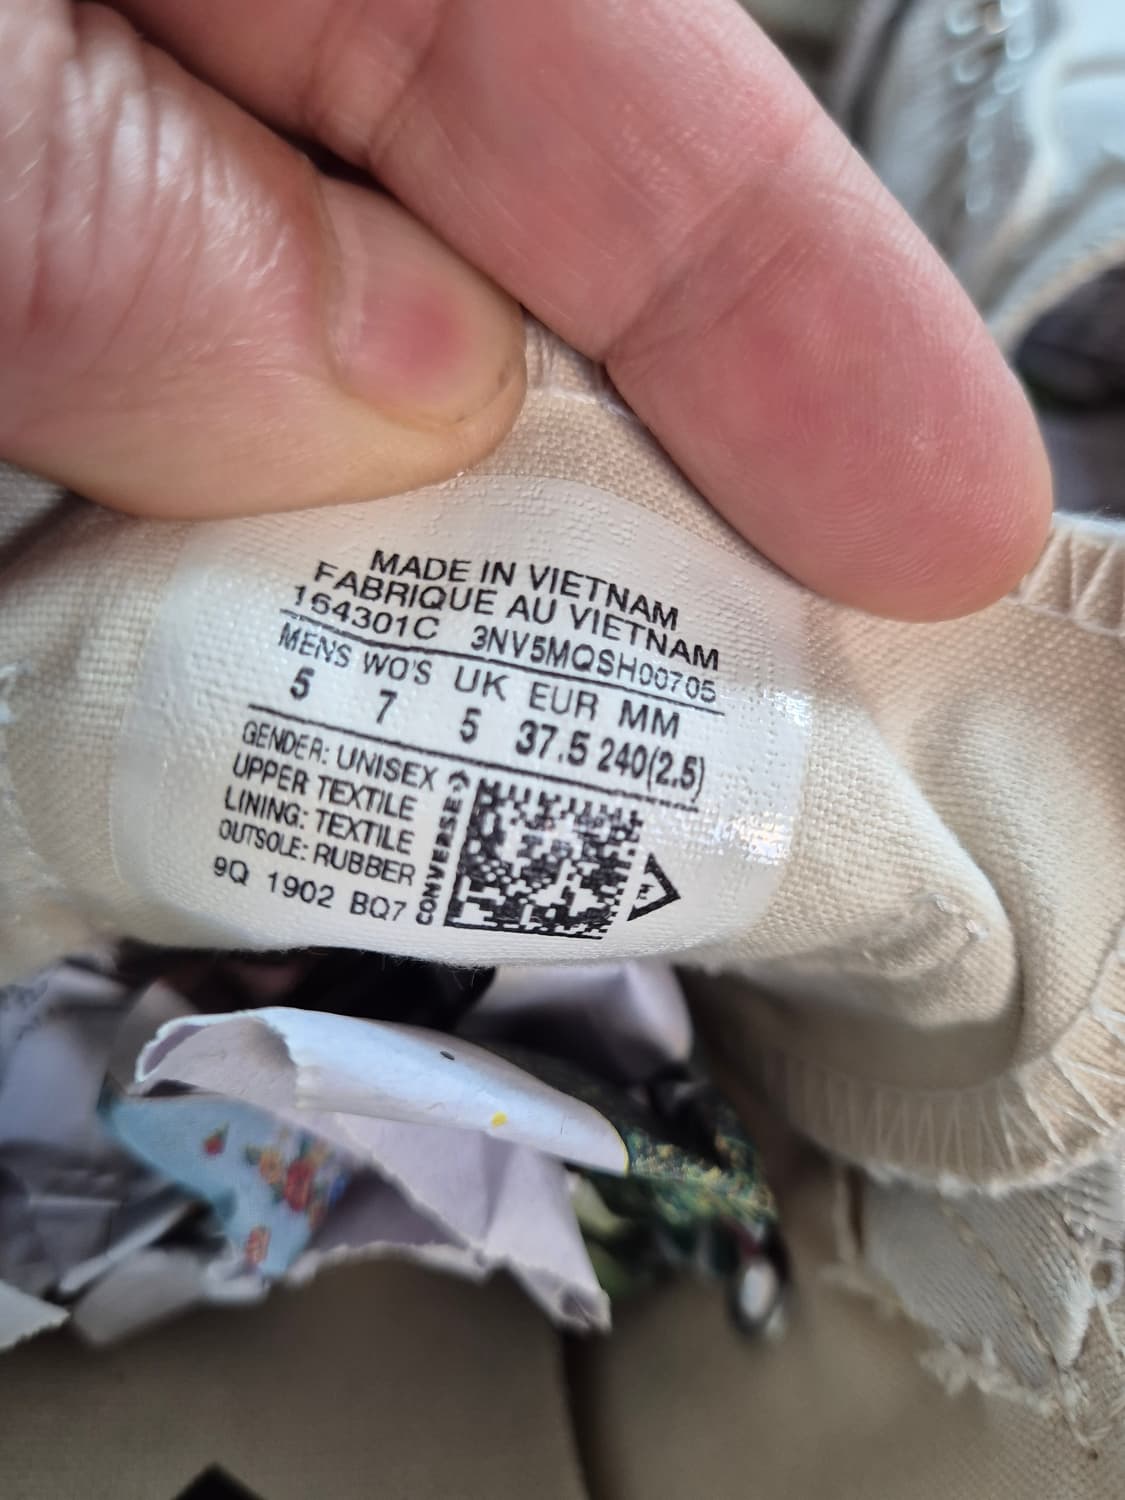 MADE IN VIETNAM
FABRIQUE AU VIETNAM
164301C 3NV5MQSH00705
MENS WO'S UK EUR MM
5 7 5 37.5 240(2.5)
GENDER: UNISEX
UPPER TEXTILE
LINING: TEXTILE
OUTSOLE: RUBBER
9Q 1902 BQ7
CONVERSE